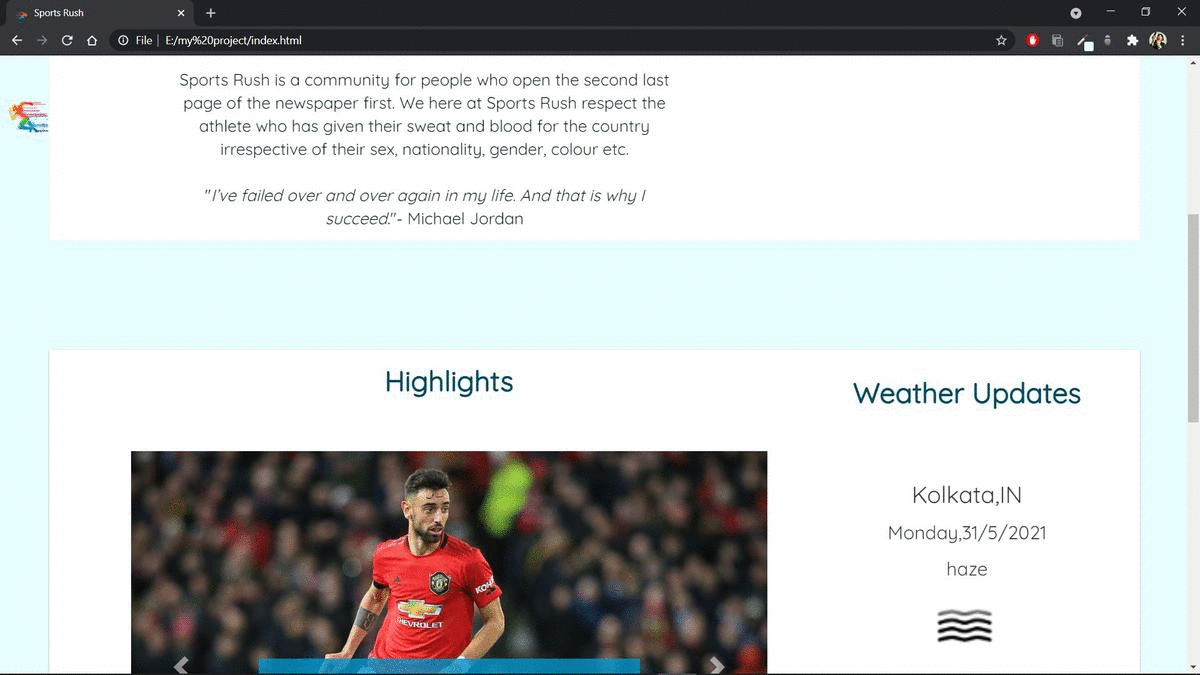 Sports Rush
File
E:/my%20project/index.html
Sports Rush is a community for people who open the second last
page of the newspaper first. We here at Sports Rush respect the
athlete who has given their sweat and blood for the country
irrespective of their sex, nationality, gender, colour etc.
"I've failed over and over again in my life. And that is why I
succeed."- Michael Jordan
Highlights
Weather Updates
Kolkata,IN
Monday,31/5/2021
haze
CHEVROLET